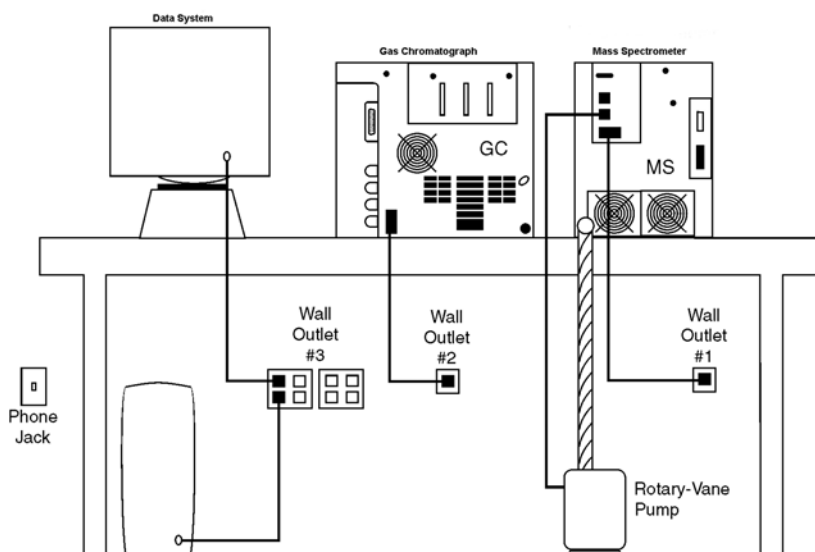 Data System
Gas Chromatograph
Mass Spectrometer
GC
MS
Wall
Outlet
#3
Wall
Outlet
#2
Wall
Outlet
#1
Phone
Jack
Rotary-Vane
Pump